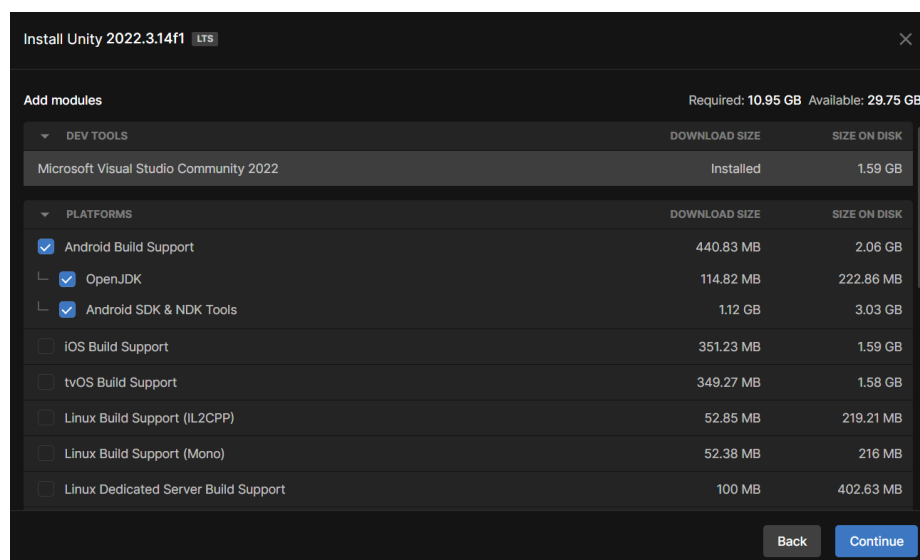 Install Unity 2022.3.14f1 LTS
Add modules Required: 10.95 GB Available: 29.75 GB
DEV TOOLS DOWNLOAD SIZE SIZE ON DISK
Microsoft Visual Studio Community 2022 Installed 1.59 GB
PLATFORMS DOWNLOAD SIZE SIZE ON DISK
Android Build Support 440.83 MB 2.06 GB
OpenJDK 114.82 MB 222.86 MB
Android SDK & NDK Tools 1.12 GB 3.03 GB
iOS Build Support 351.23 MB 1.59 GB
tvOS Build Support 349.27 MB 1.58 GB
Linux Build Support (IL2CPP) 52.85 MB 219.21 MB
Linux Build Support (Mono) 52.38 MB 216 MB
Linux Dedicated Server Build Support 100 MB 402.63 MB
Back Continue